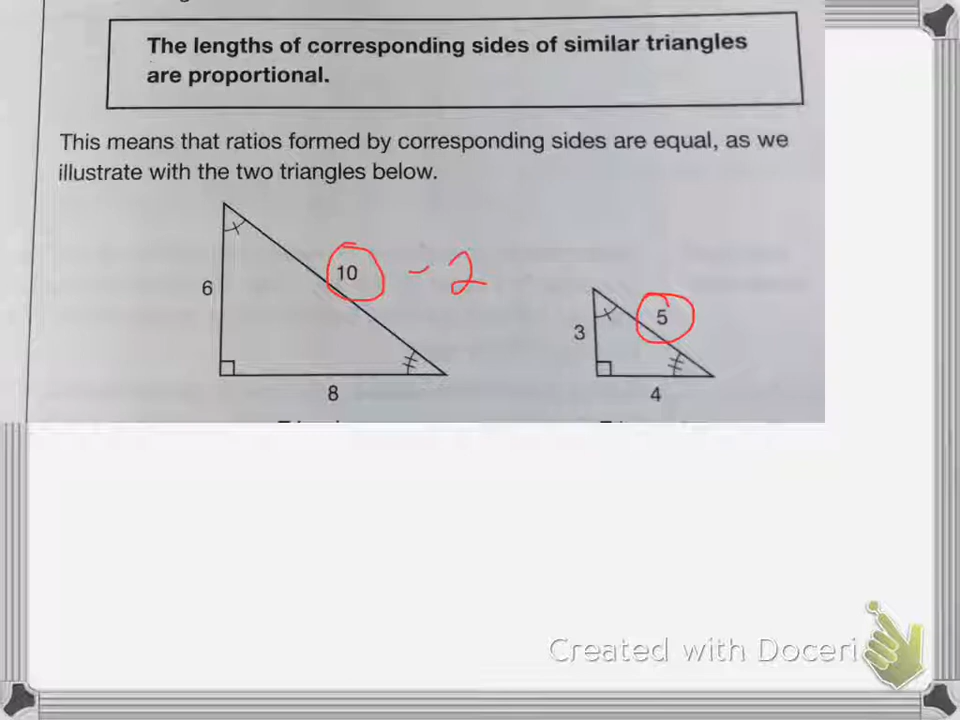 The lengths of corresponding sides of similar triangles
are proportional.
This means that ratios formed by corresponding sides are equal, as we
illustrate with the two triangles below.
6
10
- 2
8
3
5
4
Created with Doceri